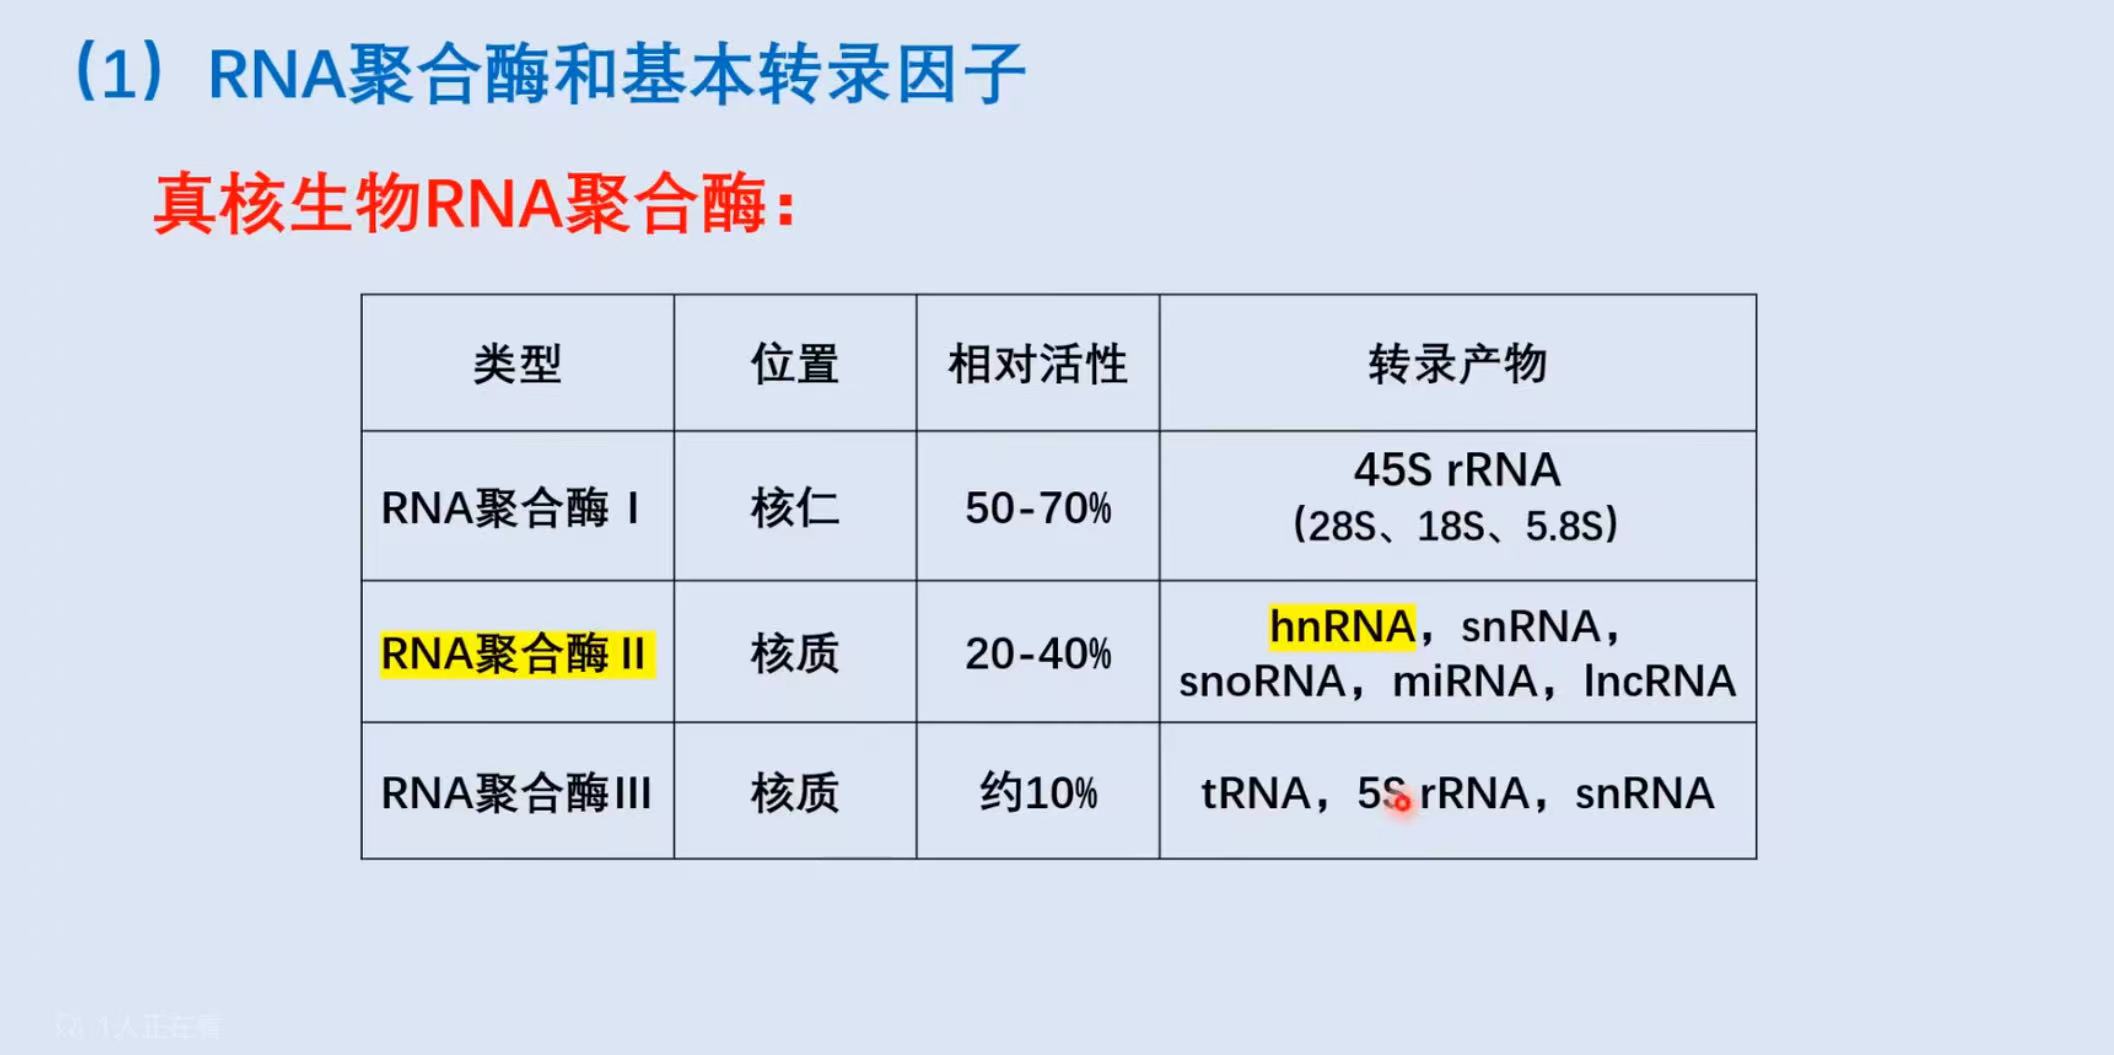 （1）RNA聚合酶和基本转录因子
真核生物RNA聚合酶：
类型 位置 相对活性 转录产物
RNA聚合酶Ⅰ 核仁 50-70% 45S rRNA
（28S、18S、5.8S）
RNA聚合酶Ⅱ 核质 20-40% hnRNA，snRNA，
snoRNA，miRNA，lncRNA
RNA聚合酶Ⅲ 核质 约10% tRNA，5S rRNA，snRNA
1人正在看